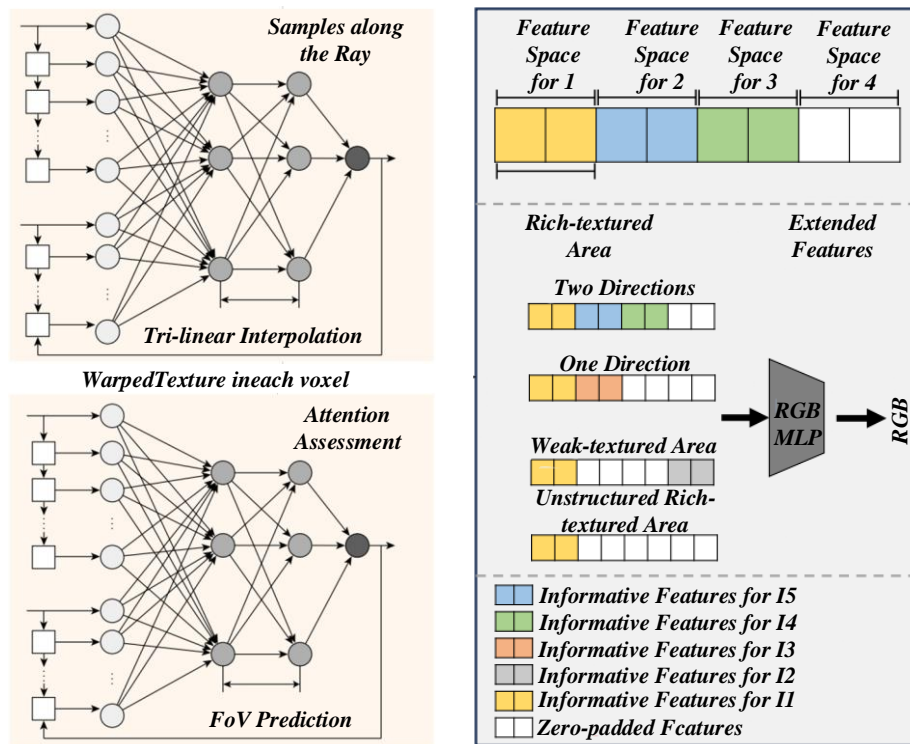 Samples along
the Ray
Tri-linear Interpolation
WarpedTexture ineach voxel
Attention
Assessment
FoV Prediction
Feature
Space
for 1
Feature
Space
for 2
Feature
Space
for 3
Feature
Space
for 4
Rich-textured
Area
Extended
Features
Two Directions
One Direction
Weak-textured Area
Unstructured Rich-
textured Area
RGB
MLP
RGB
Informative Features for I5
Informative Features for I4
Informative Features for I3
Informative Features for I2
Informative Features for I1
Zero-padded Fcatures